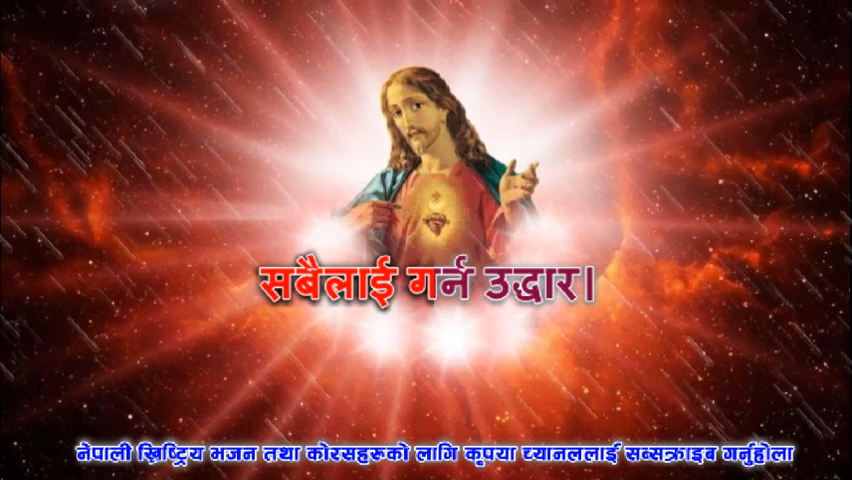 सबैलाई गर्न उद्धार।
नेपाली ख्रिष्ट्रिय भजन तथा कोरसहरूको लागि कृपया च्यानललाई सब्सक्राइब गर्नुहोला